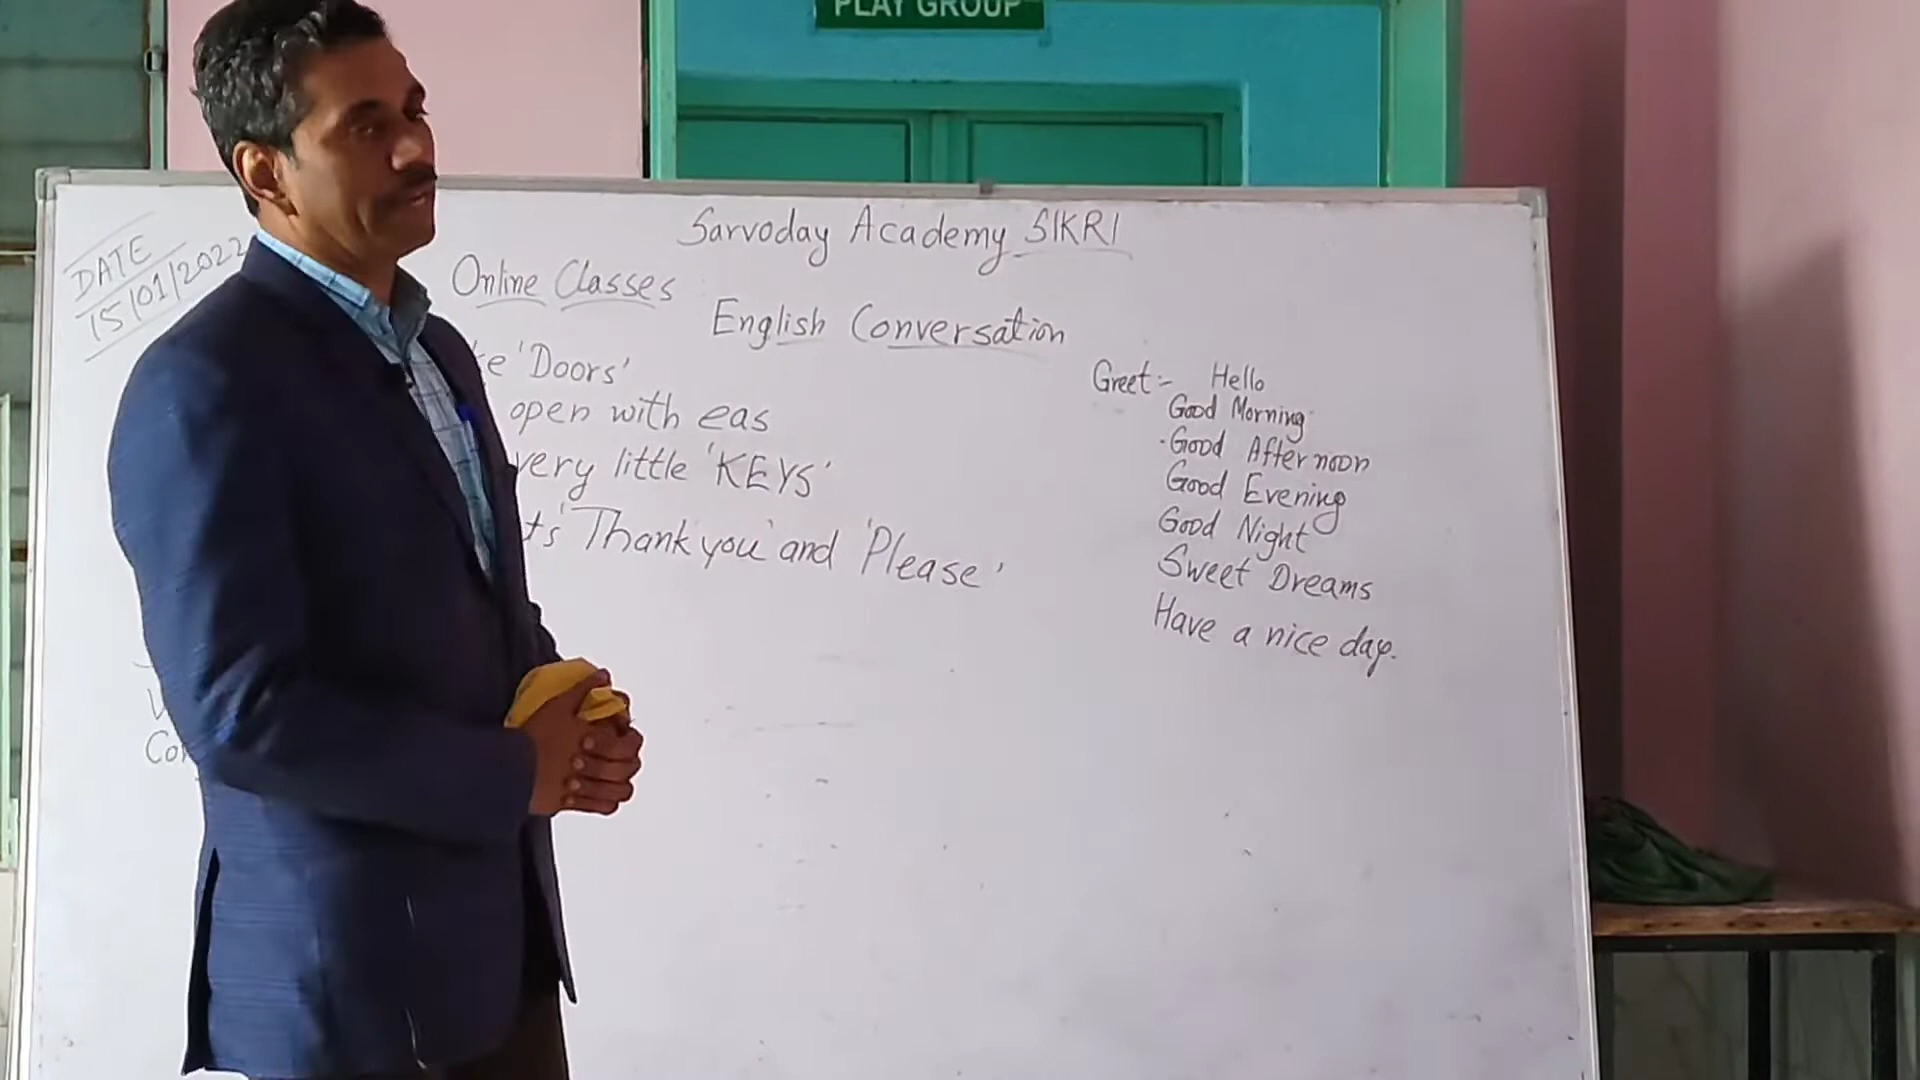 PLAY GROUP
DATE
15/01/2022
Sarvoday Academy SIKRI
Online Classes
English Conversation
'Doors'
open with eas
very little 'KEYS'
'Thank you' and 'Please'
Greet:- Hello
Good Morning
Good Afternoon
Good Evening
Good Night
Sweet Dreams
Have a nice day.